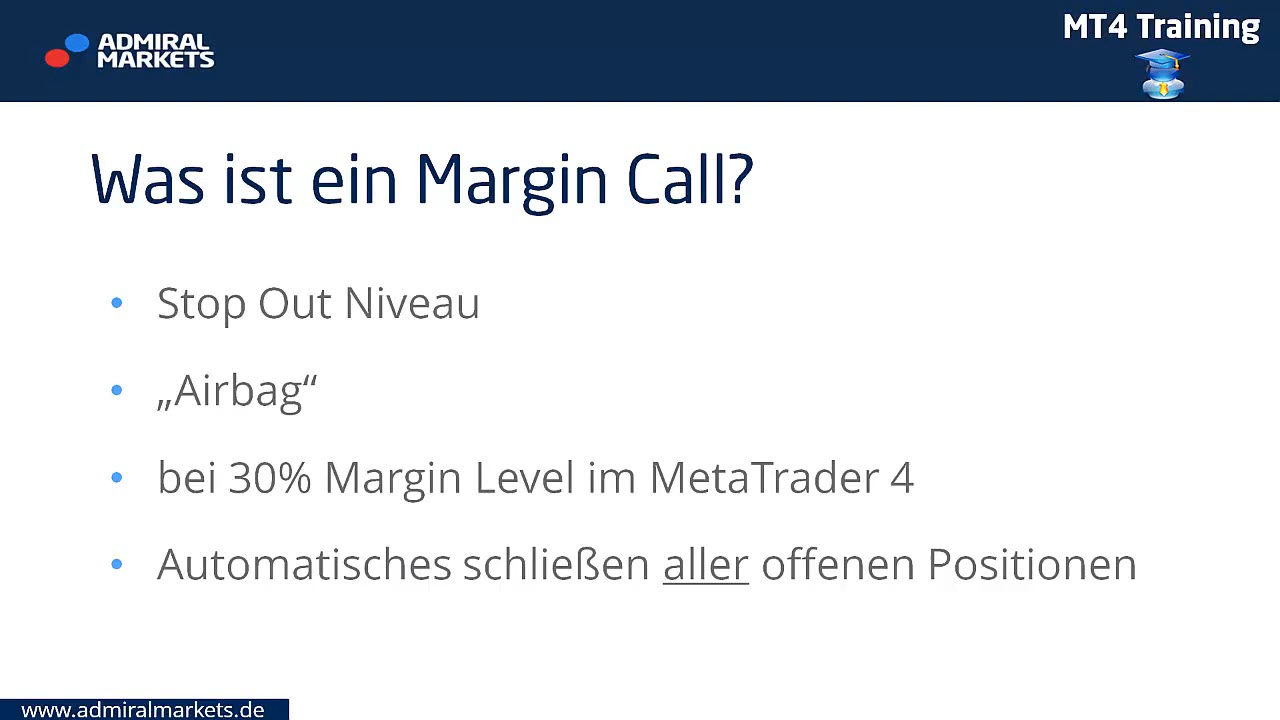 ADMIRAL
MARKETS
MT4 Training
Was ist ein Margin Call?
• Stop Out Niveau
• „Airbag“
• bei 30% Margin Level im MetaTrader 4
• Automatisches schließen aller offenen Positionen
www.admiralmarkets.de